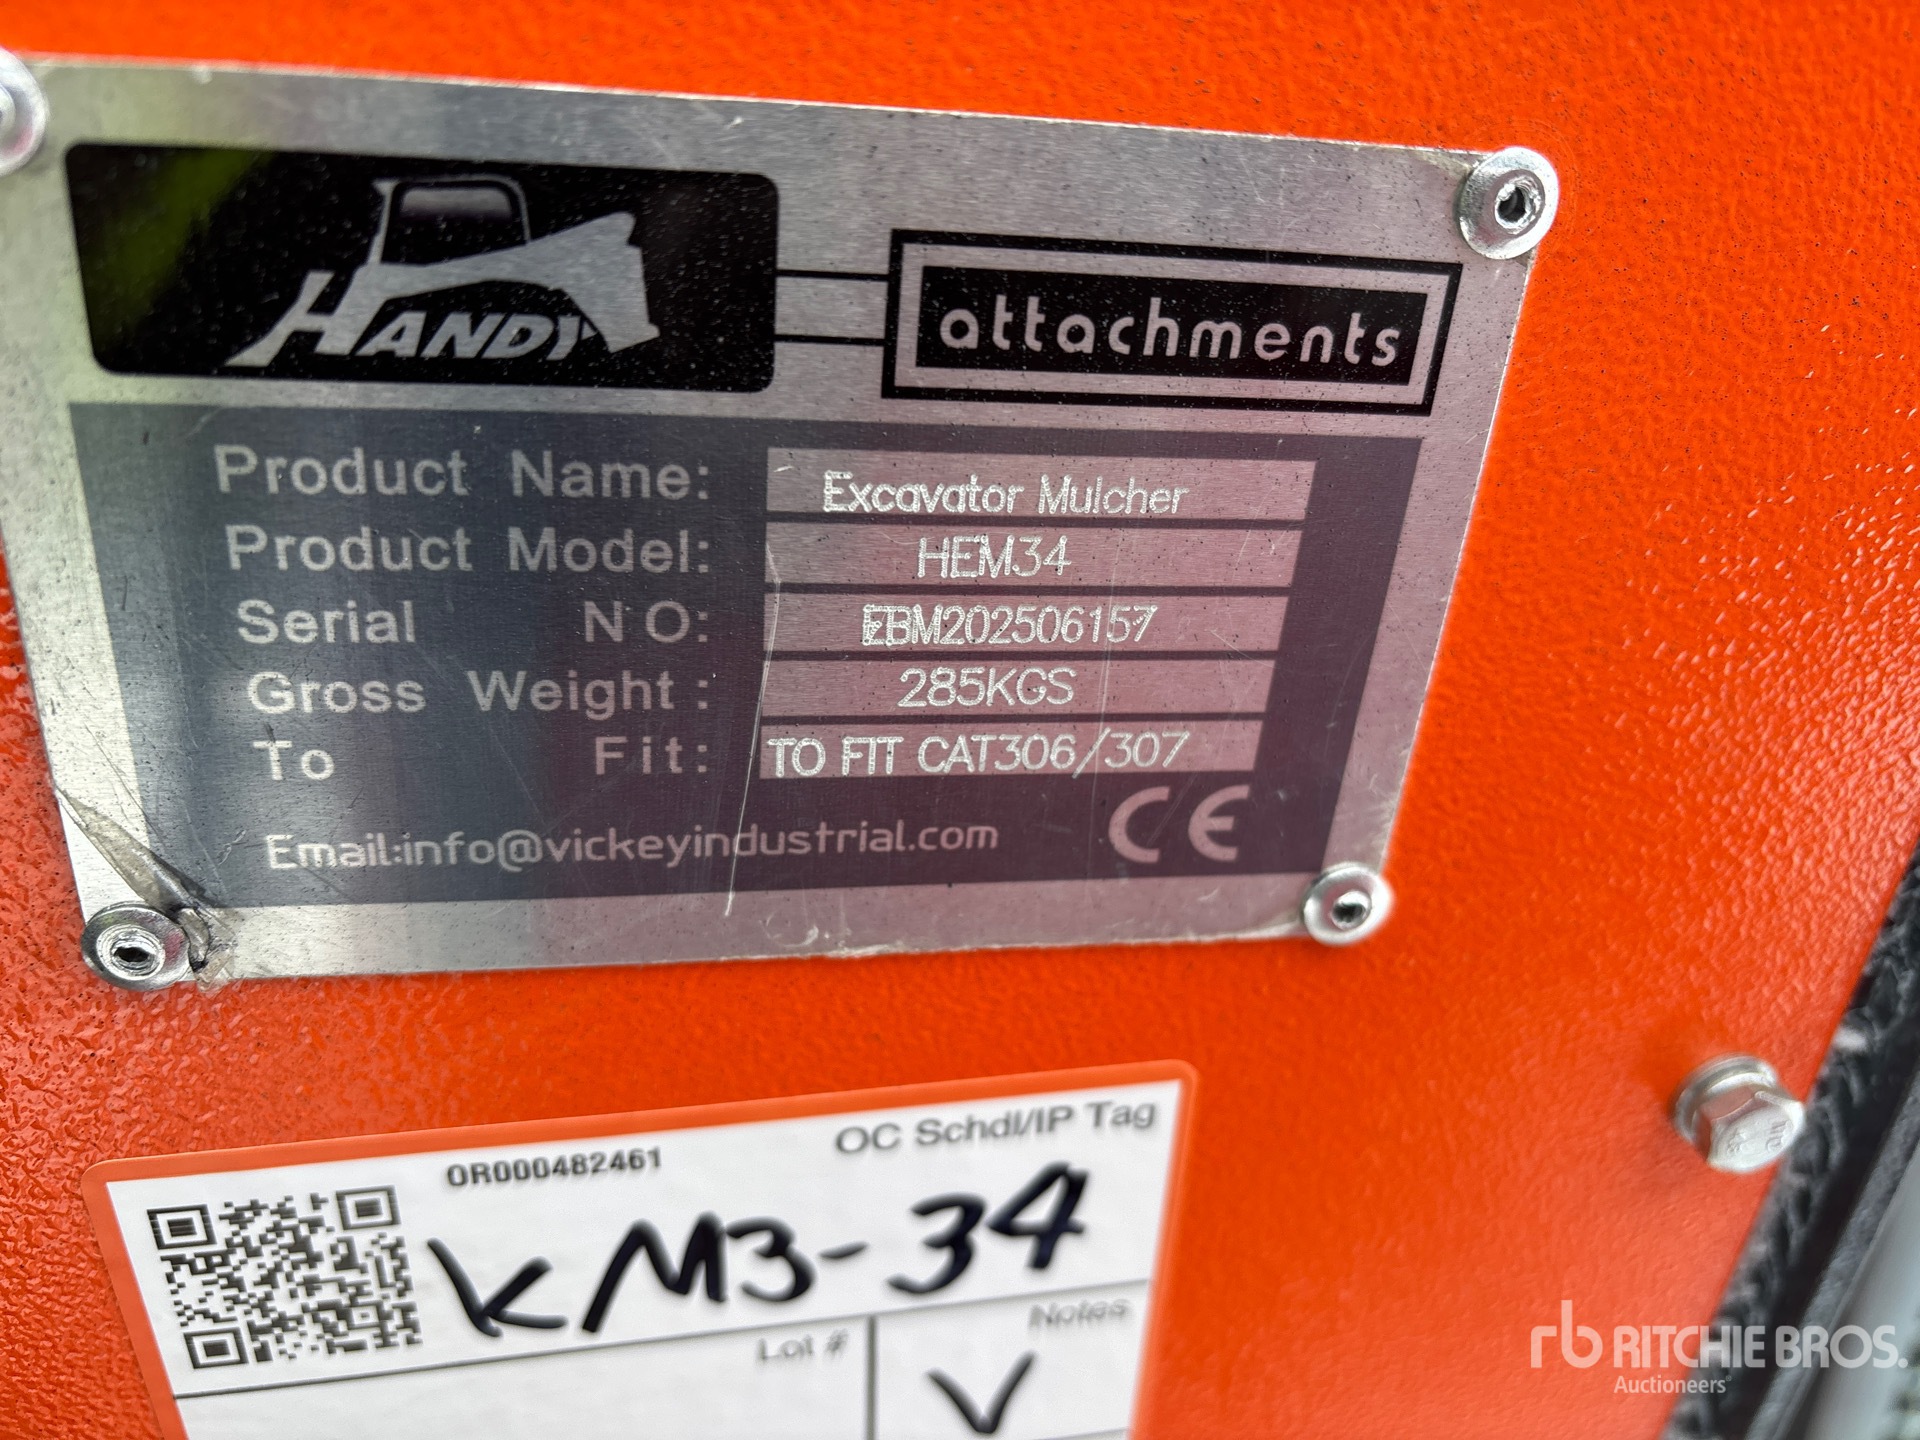 HANDY
attachments
Product Name: Excavator Mulcher
Product Model: HEM34
Serial NO: EBM202506157
Gross Weight: 285KGS
To Fit: TO FIT CAT306/307
Email:info@vickeyindustrial.com CE
OR000482461 OC Schdl/IP Tag
KM3-34
Lot # Notes
V
rb RITCHIE BROS.
Auctioneers